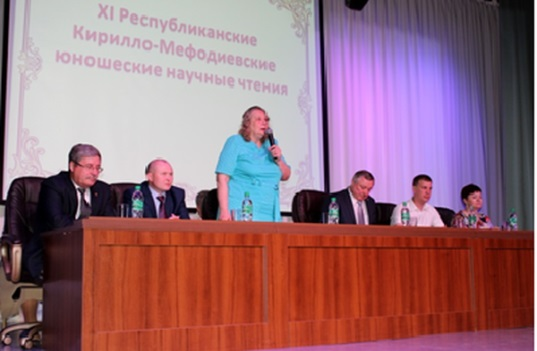 XI Республиканские
Кирилло-Мефодиевские
юношеские научные чтения